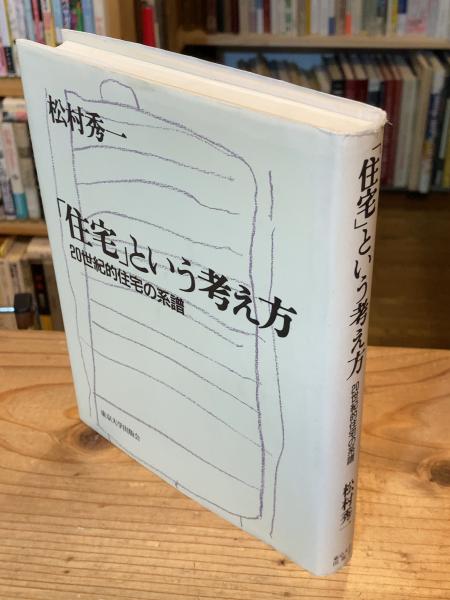 松村秀一
「住宅」という考え方
20世紀的住宅の系譜
東京大学出版会
「住宅」という考え方
20世紀的住宅の系譜
松村秀一